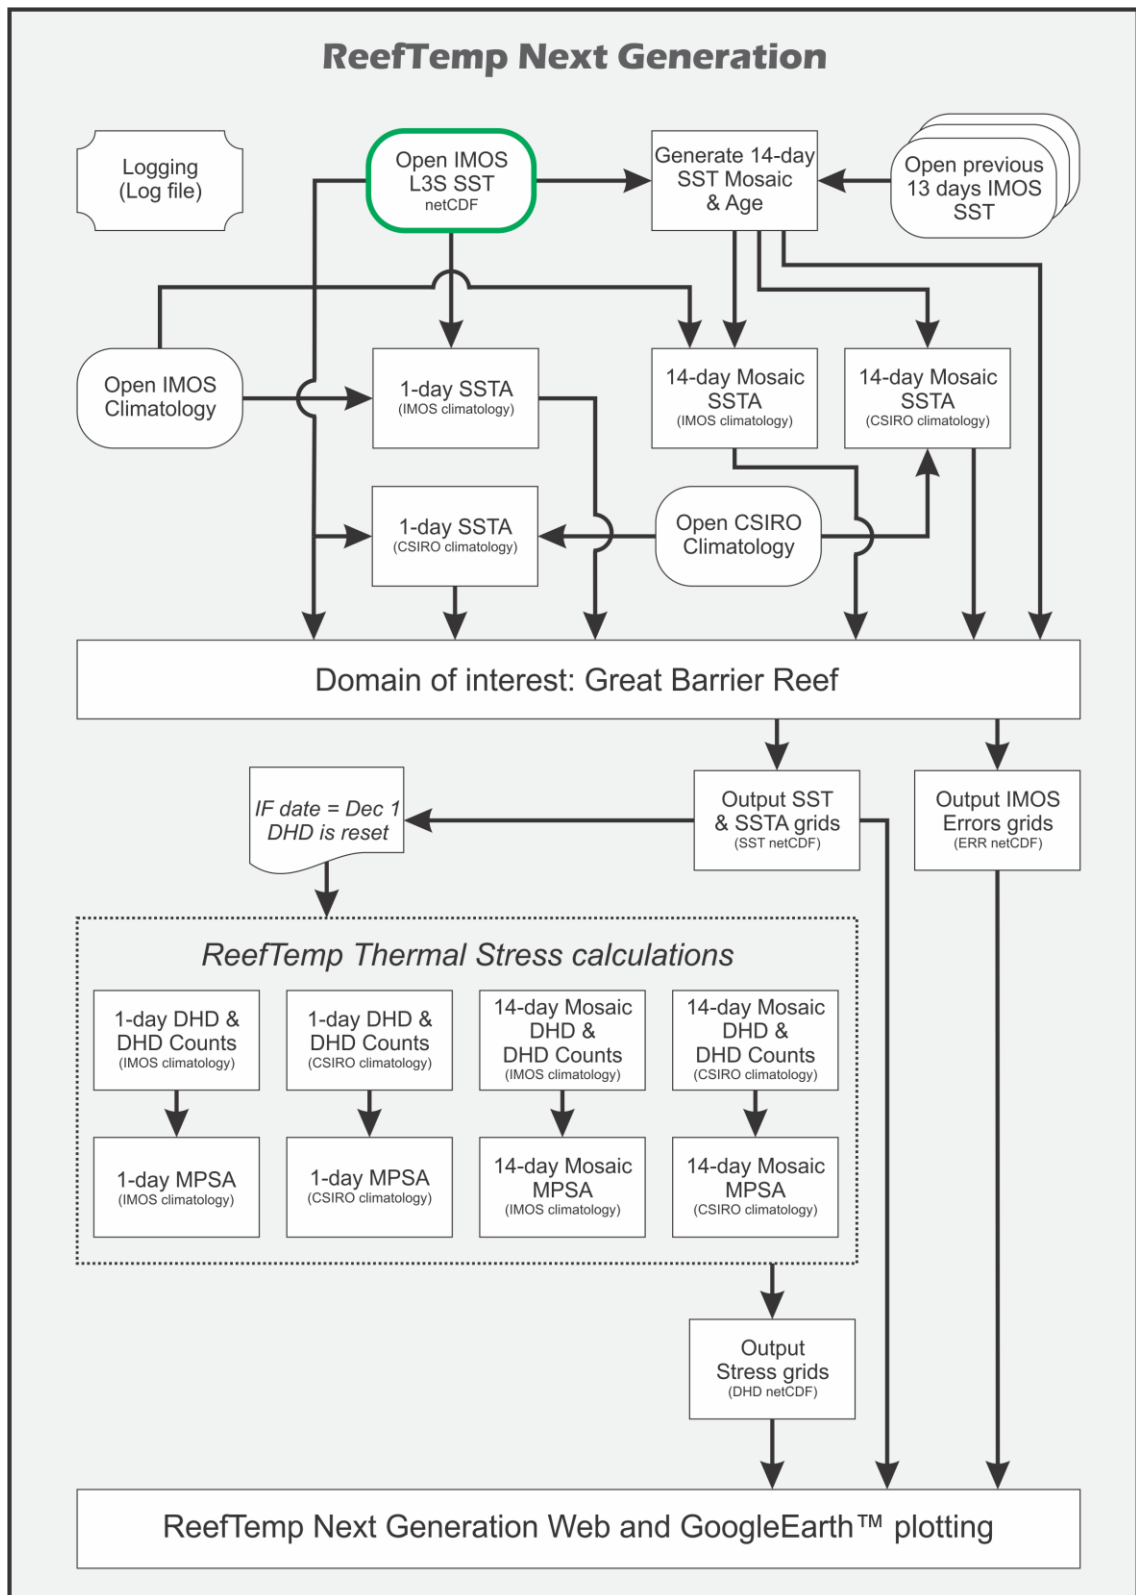 ReefTemp Next Generation
Logging
(Log file)
Open IMOS
L3S SST
netCDF
Generate 14-day
SST Mosaic
& Age
Open previous
13 days IMOS
SST
Open IMOS
Climatology
1-day SSTA
(IMOS climatology)
14-day Mosaic
SSTA
(IMOS climatology)
14-day Mosaic
SSTA
(CSIRO climatology)
1-day SSTA
(CSIRO climatology)
Open CSIRO
Climatology
Domain of interest: Great Barrier Reef
IF date = Dec 1
DHD is reset
Output SST
& SSTA grids
(SST netCDF)
Output IMOS
Errors grids
(ERR netCDF)
ReefTemp Thermal Stress calculations
1-day DHD &
DHD Counts
(IMOS climatology)
1-day DHD &
DHD Counts
(CSIRO climatology)
14-day Mosaic
DHD &
DHD Counts
(IMOS climatology)
14-day Mosaic
DHD &
DHD Counts
(CSIRO climatology)
1-day MPSA
(IMOS climatology)
1-day MPSA
(CSIRO climatology)
14-day Mosaic
MPSA
(IMOS climatology)
14-day Mosaic
MPSA
(CSIRO climatology)
Output
Stress grids
(DHD netCDF)
ReefTemp Next Generation Web and GoogleEarth™ plotting